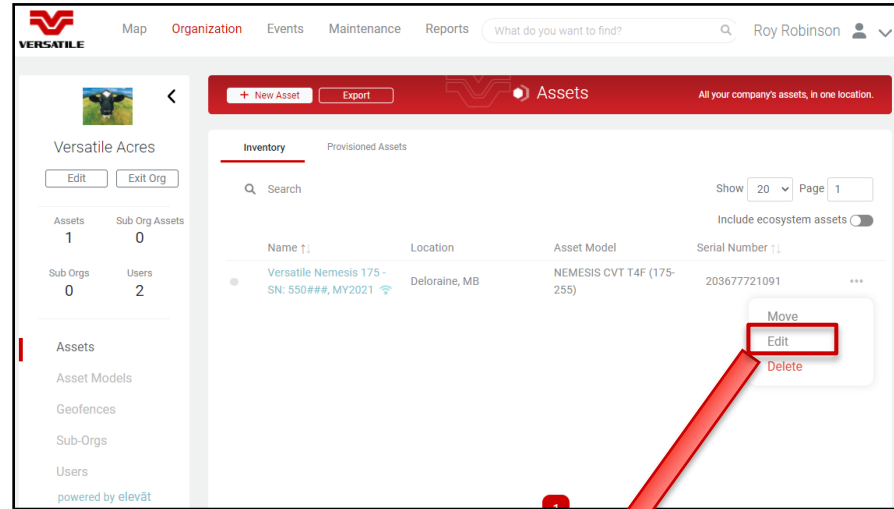 VERSATILE
Map Organization Events Maintenance Reports What do you want to find? Roy Robinson
+ New Asset Export Assets All your company's assets, in one location.
Versatile Acres
Edit Exit Org
Assets Sub Org Assets
1 0
Sub Orgs Users
0 2
Assets
Asset Models
Geofences
Sub-Orgs
Users
powered by elevāt
Inventory Provisioned Assets
Search Show 20 Page 1
Include ecosystem assets
Name ↑↓ Location Asset Model Serial Number ↑↓
Versatile Nemesis 175 - Deloraine, MB NEMESIS CVT T4F (175- 203677721091 •••
SN: 550###, MY2021 255)
Move
Edit
Delete
1